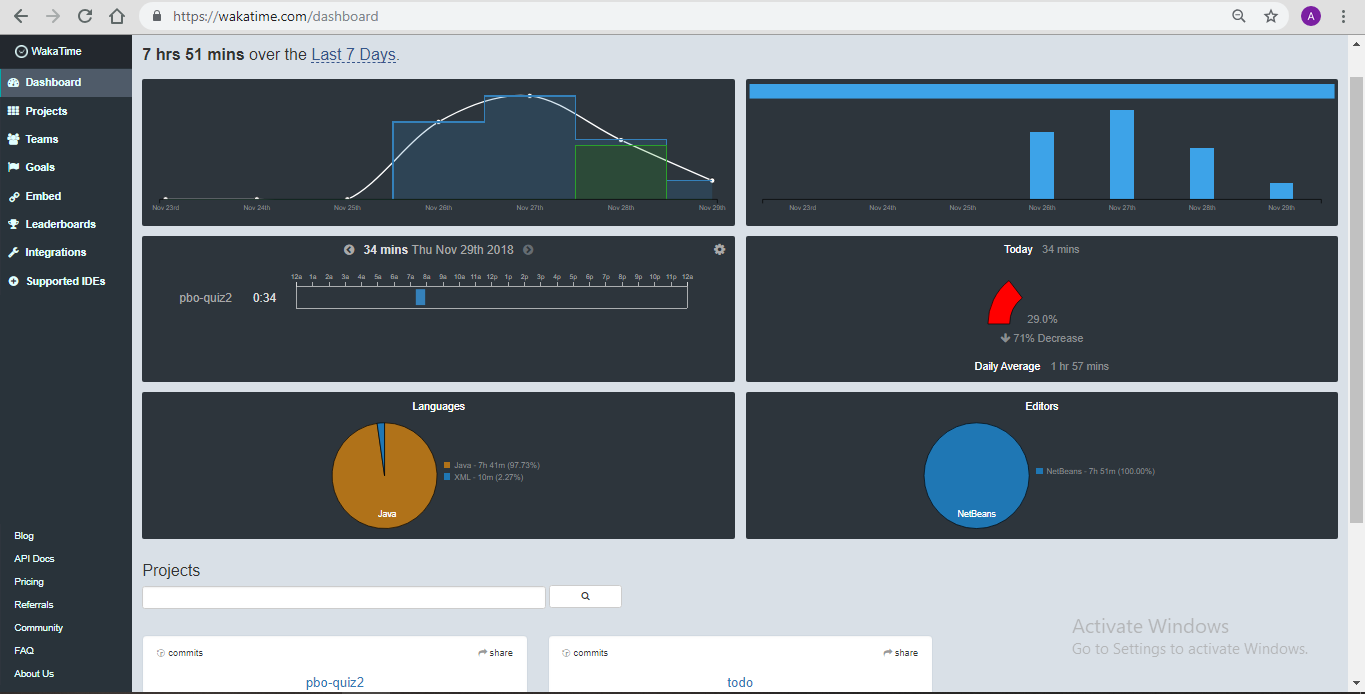 https://wakatime.com/dashboard
A
WakaTime
Dashboard
Projects
Teams
Goals
Embed
Leaderboards
Integrations
Supported IDEs
Blog
API Docs
Pricing
Referrals
Community
FAQ
About Us
7 hrs 51 mins over the Last 7 Days.
Nov 23rd Nov 24th Nov 25th Nov 26th Nov 27th Nov 28th Nov 29th
Nov 23rd Nov 24th Nov 25th Nov 26th Nov 27th Nov 28th Nov 29th
34 mins Thu Nov 29th 2018
12a 1a 2a 3a 4a 5a 6a 7a 8a 9a 10a 11a 12p 1p 2p 3p 4p 5p 6p 7p 8p 9p 10p 11p 12a
pbo-quiz2 0:34
Today 34 mins
29.0%
71% Decrease
Daily Average 1 hr 57 mins
Languages
Java - 7h 41m (97.73%)
XML - 10m (2.27%)
Java
Editors
NetBeans - 7h 51m (100.00%)
NetBeans
Projects
commits share
pbo-quiz2
commits share
todo
Activate Windows
Go to Settings to activate Windows.